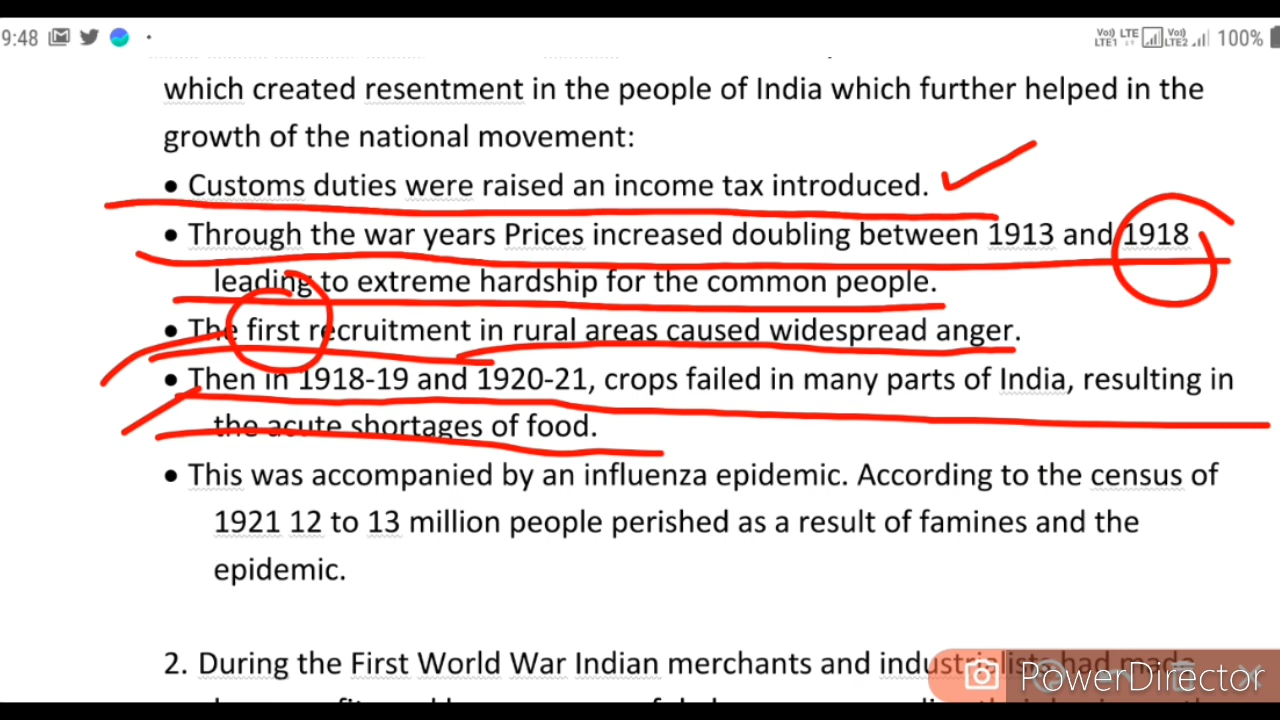 9:48
Vo) LTE Vo)
LTE1 LTE2 100%
which created resentment in the people of India which further helped in the
growth of the national movement:
• Customs duties were raised an income tax introduced.
• Through the war years Prices increased doubling between 1913 and 1918
leading to extreme hardship for the common people.
• The first recruitment in rural areas caused widespread anger.
• Then in 1918-19 and 1920-21, crops failed in many parts of India, resulting in
the acute shortages of food.
• This was accompanied by an influenza epidemic. According to the census of
1921 12 to 13 million people perished as a result of famines and the
epidemic.
2. During the First World War Indian merchants and industrialists had made
PowerDirector